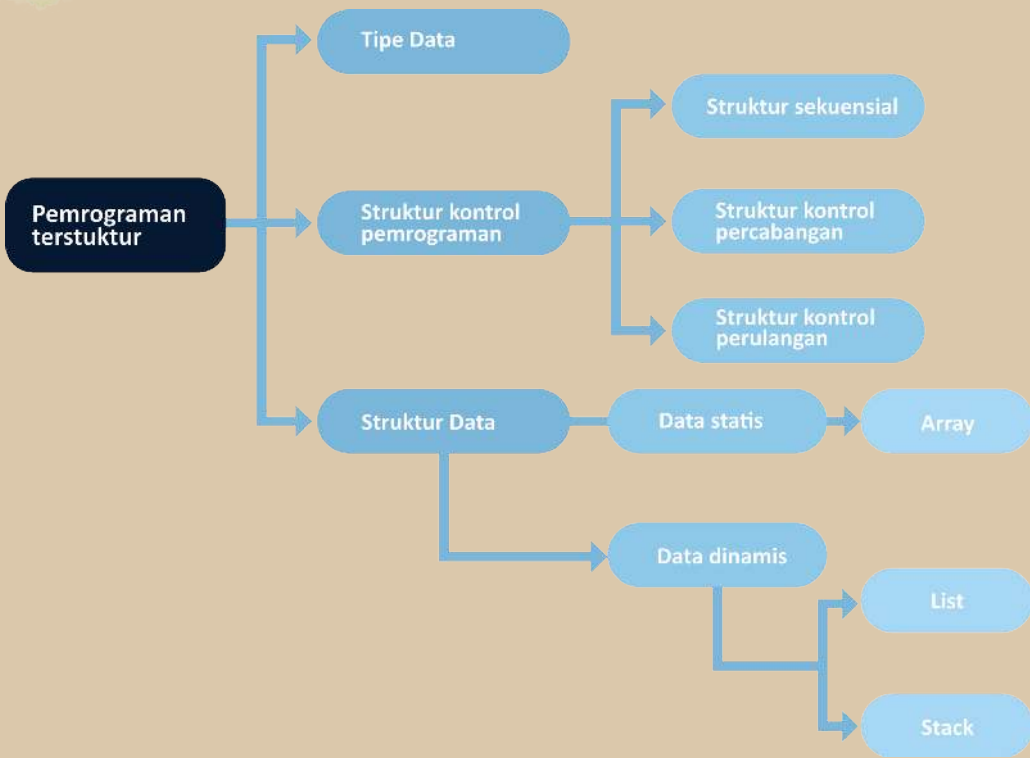 Tipe Data
Struktur sekuensial
Pemrograman
terstuktur
Struktur kontrol
pemrograman
Struktur kontrol
percabangan
Struktur kontrol
perulangan
Struktur Data
Data statis
Array
Data dinamis
List
Stack